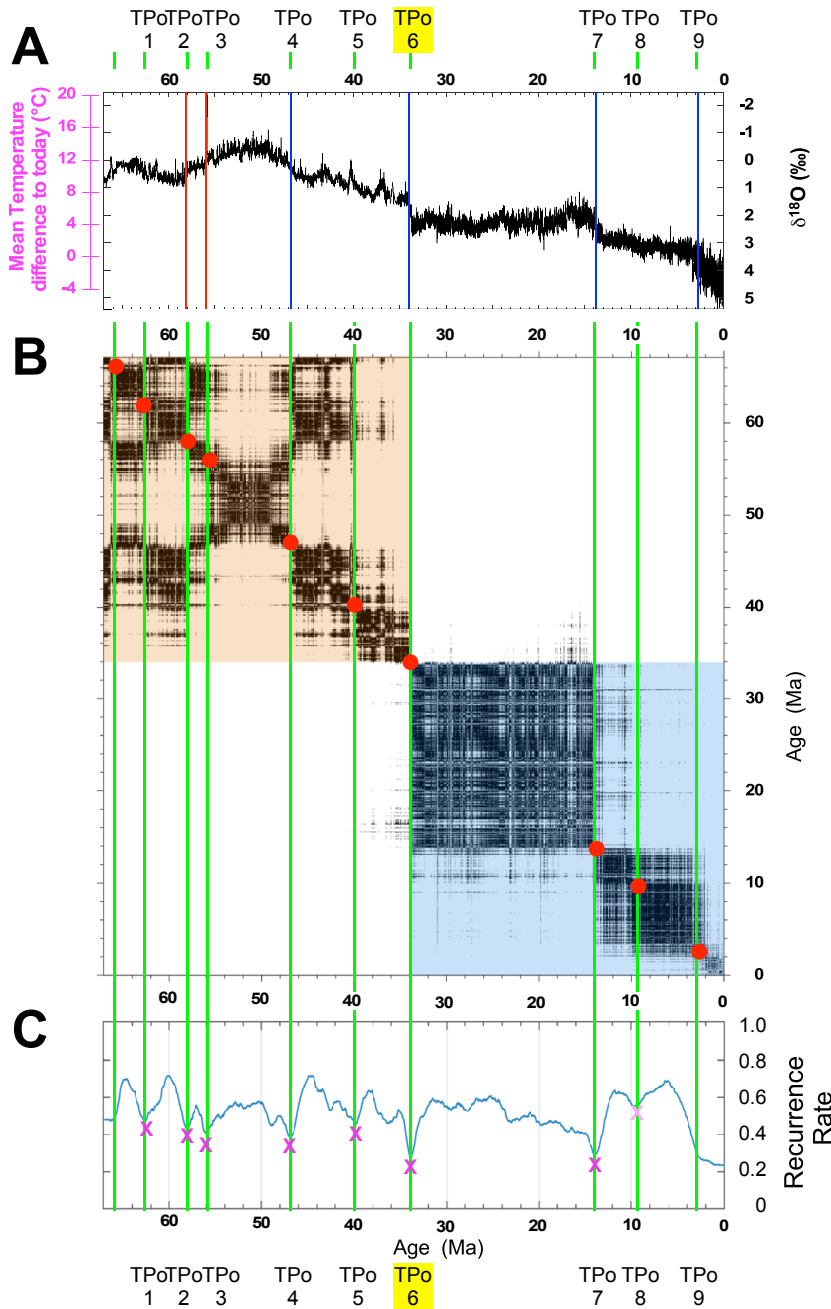 TPo TPo TPo TPo TPo TPo TPo TPo TPo
1 2 3 4 5 6 7 8 9
A
60 50 40 30 20 10 0
Mean Temperature
difference to today (°C)
20
16
12
8
4
0
-4
-2
-1
0
1
2
3
4
5
δ18O (‰)
B
60 50 40 30 20 10 0
60
50
40
30
20
10
0
Age (Ma)
C
60 50 40 30 20 10 0
1.0
0.8
0.6
0.4
0.2
0
Recurrence
Rate
X X X X X X X X
60 50 40 30 20 10 0
Age (Ma)
TPo TPo TPo TPo TPo TPo TPo TPo TPo
1 2 3 4 5 6 7 8 9